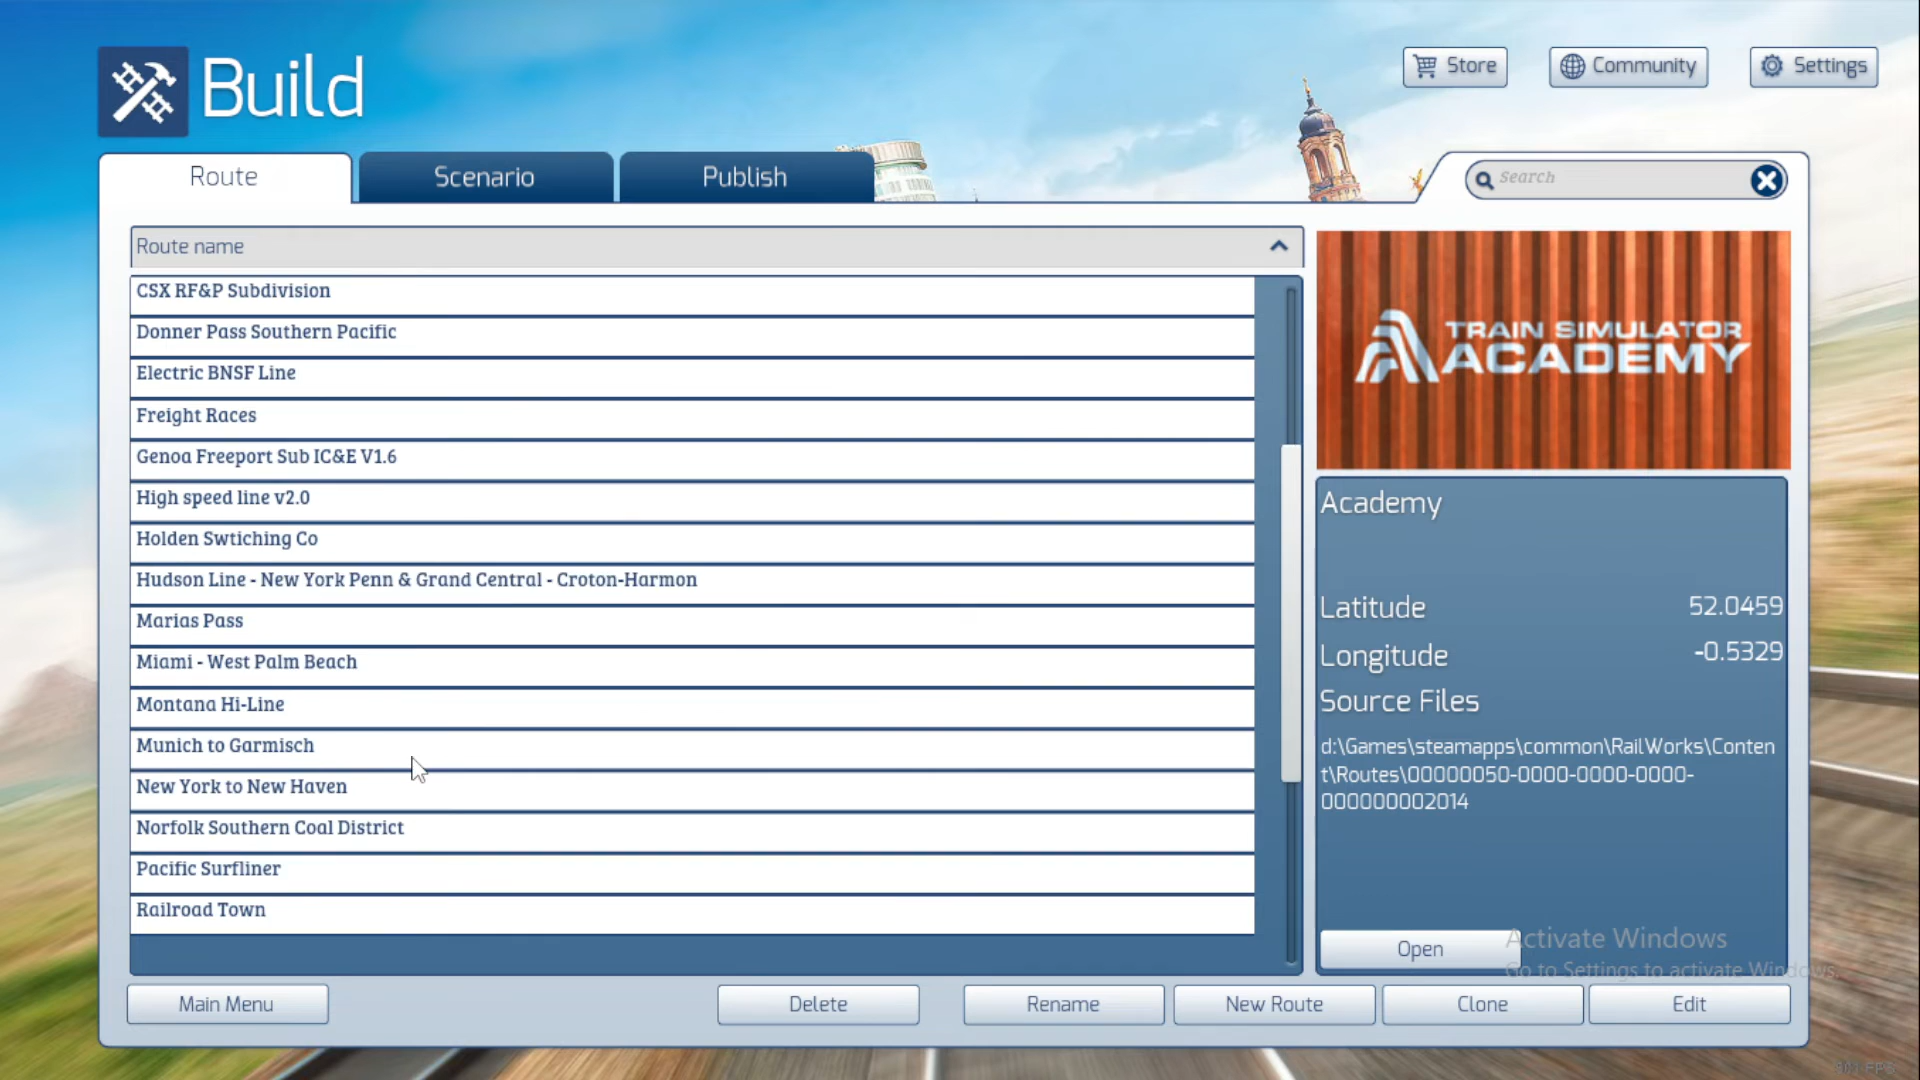 Build
Store
Community
Settings
Route
Scenario
Publish
Search
Route name
CSX RF&P Subdivision
Donner Pass Southern Pacific
Electric BNSF Line
Freight Races
Genoa Freeport Sub IC&E V1.6
High speed line v2.0
Holden Swtiching Co
Hudson Line - New York Penn & Grand Central - Croton-Harmon
Marias Pass
Miami - West Palm Beach
Montana Hi-Line
Munich to Garmisch
New York to New Haven
Norfolk Southern Coal District
Pacific Surfliner
Railroad Town
TRAIN SIMULATOR
ACADEMY
Academy
Latitude 52.0459
Longitude -0.5329
Source Files
d:\Games\steamapps\common\RailWorks\Conten
t\Routes\00000050-0000-0000-0000-
000000002014
Open
Activate Windows
Go to Settings to activate Windows.
Main Menu
Delete
Rename
New Route
Clone
Edit